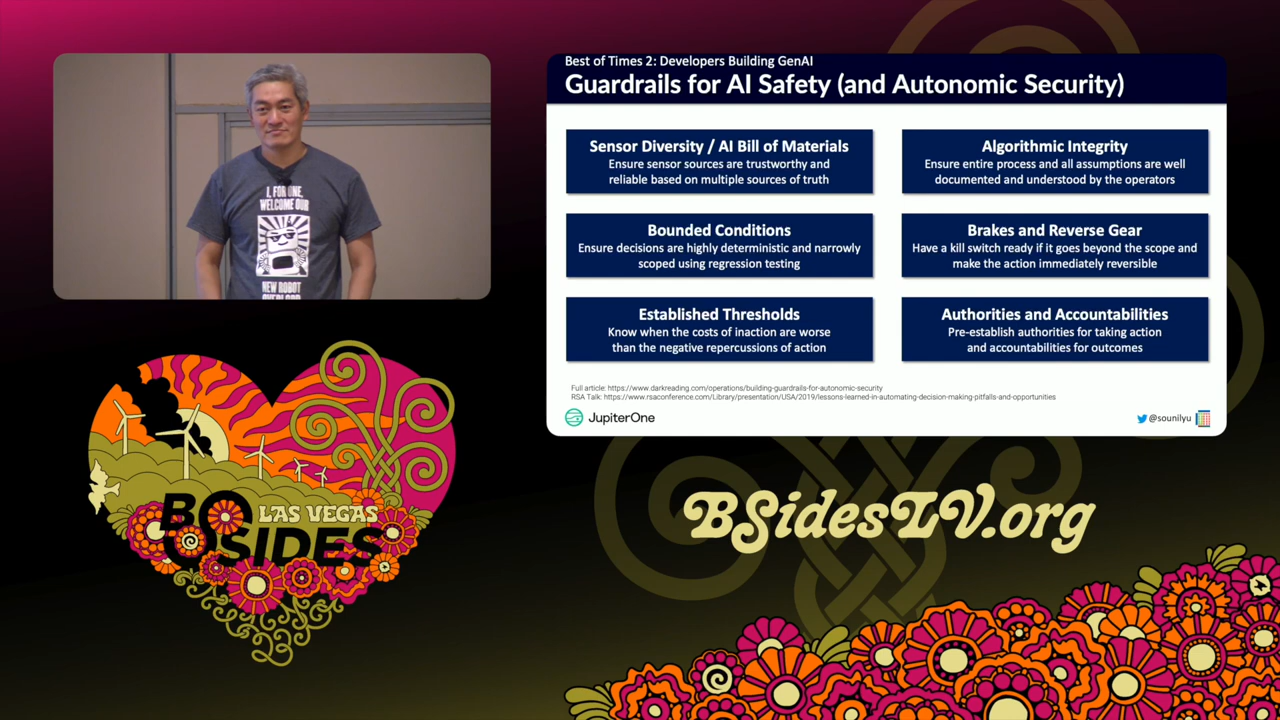 I, FOR ONE,
WELCOME OUR
NEW ROBOT
OVERLORD
Best of Times 2: Developers Building GenAI
Guardrails for AI Safety (and Autonomic Security)
Sensor Diversity / AI Bill of Materials
Ensure sensor sources are trustworthy and
reliable based on multiple sources of truth
Algorithmic Integrity
Ensure entire process and all assumptions are well
documented and understood by the operators
Bounded Conditions
Ensure decisions are highly deterministic and narrowly
scoped using regression testing
Brakes and Reverse Gear
Have a kill switch ready if it goes beyond the scope and
make the action immediately reversible
Established Thresholds
Know when the costs of inaction are worse
than the negative repercussions of action
Authorities and Accountabilities
Pre-establish authorities for taking action
and accountabilities for outcomes
Full article: https://www.darkreading.com/operations/building-guardrails-for-autonomic-security
RSA Talk: https://www.rsaconference.com/Library/presentation/USA/2019/lessons-learned-in-automating-decision-making-pitfalls-and-opportunities
JupiterOne
@sounilyu
LAS VEGAS
BSIDES
23
BSidesLV.org